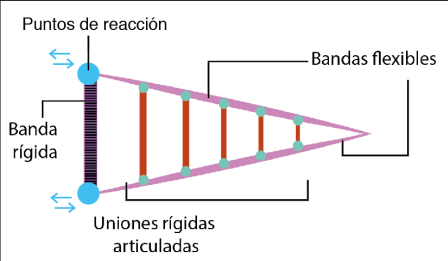 Puntos de reacción
Bandas flexibles
Banda
rígida
Uniones rígidas
articuladas